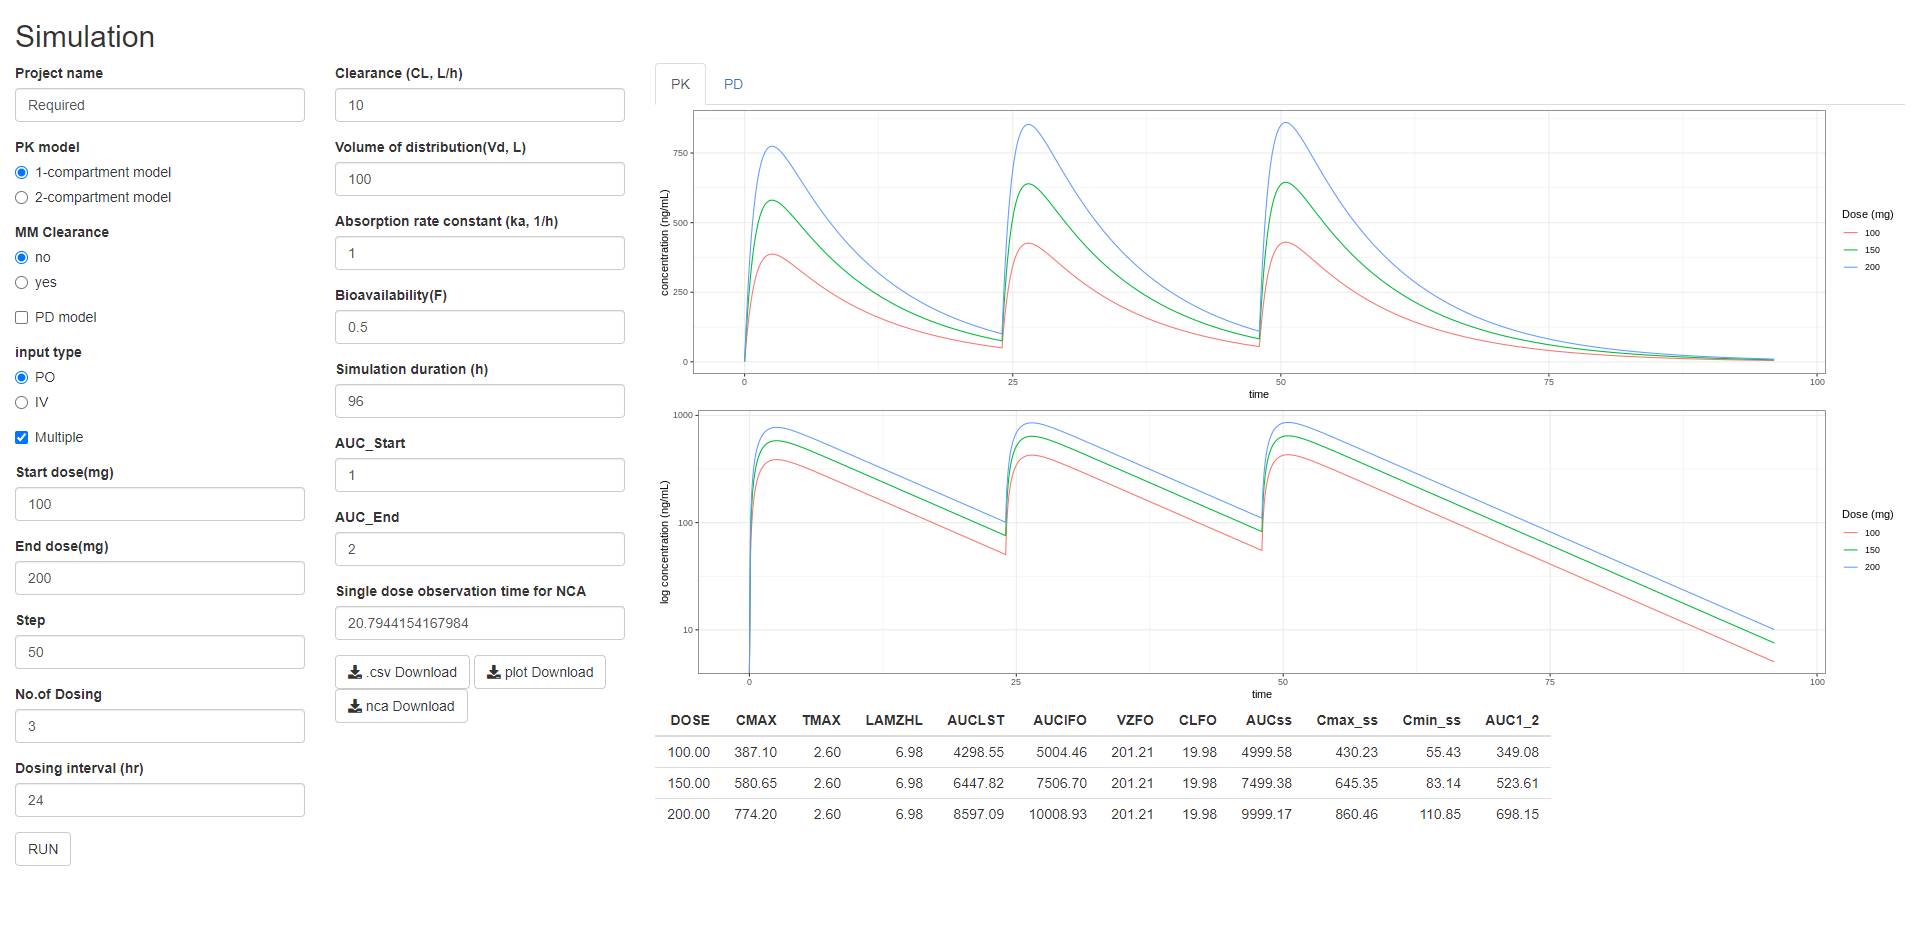 Simulation
Project name
Required
PK model
1-compartment model
2-compartment model
MM Clearance
no
yes
PD model
input type
PO
IV
Multiple
Start dose(mg)
100
End dose(mg)
200
Step
50
No.of Dosing
3
Dosing interval (hr)
24
RUN
Clearance (CL, L/h)
10
Volume of distribution(Vd, L)
100
Absorption rate constant (ka, 1/h)
1
Bioavailability(F)
0.5
Simulation duration (h)
96
AUC_Start
1
AUC_End
2
Single dose observation time for NCA
20.7944154167984
.csv Download plot Download
nca Download
PK PD
concentration (ng/mL)
750
500
250
0
0 25 50 75 100
time
Dose (mg)
100
150
200
log concentration (ng/mL)
1000
100
10
0 25 50 75 100
time
Dose (mg)
100
150
200
DOSE CMAX TMAX LAMZHL AUCLST AUCIFO VZFO CLFO AUCss Cmax_ss Cmin_ss AUC1_2
100.00 387.10 2.60 6.98 4298.55 5004.46 201.21 19.98 4999.58 430.23 55.43 349.08
150.00 580.65 2.60 6.98 6447.82 7506.70 201.21 19.98 7499.38 645.35 83.14 523.61
200.00 774.20 2.60 6.98 8597.09 10008.93 201.21 19.98 9999.17 860.46 110.85 698.15